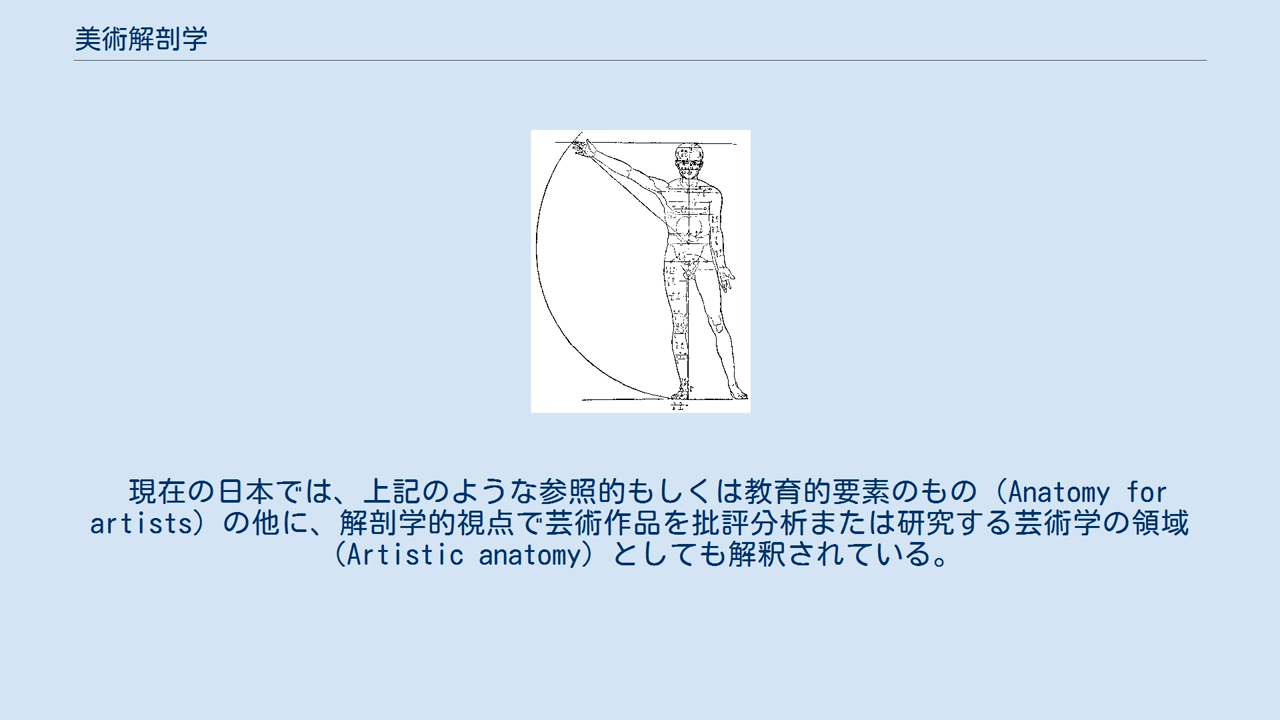 美術解剖学
現在の日本では、上記のような参照的もしくは教育的要素のもの（Anatomy for
artists）の他に、解剖学的視点で芸術作品を批評分析または研究する芸術学の領域
（Artistic anatomy）としても解釈されている。